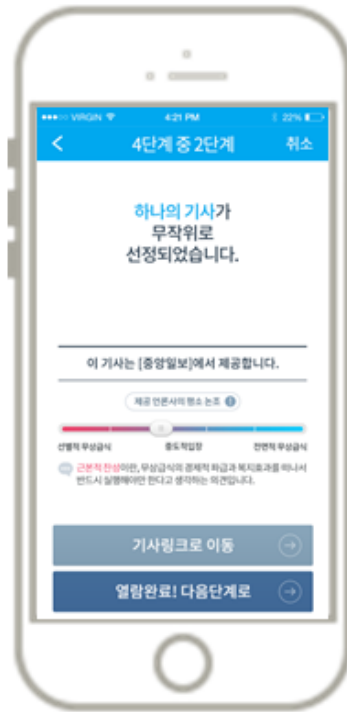 VIRGIN 4:21 PM 22%
4단계 중 2단계 취소
하나의 기사가
무작위로
선정되었습니다.
이 기사는 [중앙일보]에서 제공합니다.
제공 언론사의 평소 논조
선별적 무상급식 중도적입장 전면적 무상급식
근본적 찬성이란, 무상급식의 경제적 파급과 복지효과를 떠나서
반드시 실행해야만 한다고 생각하는 의견입니다.
기사링크로 이동
열람완료! 다음단계로